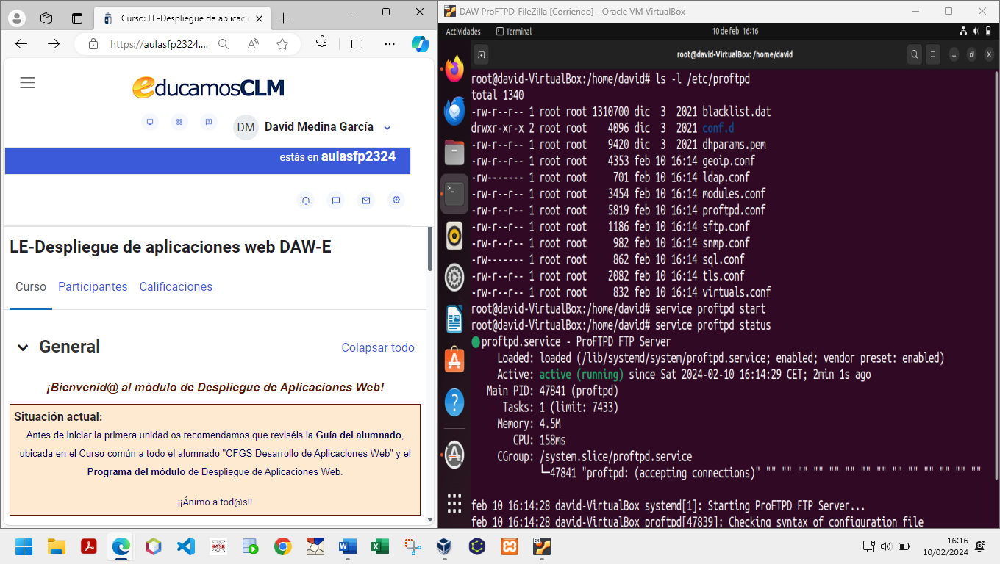 Curso: LE-Despliegue de aplicacio
https://aulasfp2324....
educamosCLM
DM David Medina García
estás en aulasfp2324
LE-Despliegue de aplicaciones web DAW-E
Curso Participantes Calificaciones
General Colapsar todo
¡Bienvenid@ al módulo de Despliegue de Aplicaciones Web!
Situación actual:
Antes de iniciar la primera unidad os recomendamos que reviséis la Guía del alumnado,
ubicada en el Curso común a todo el alumnado "CFGS Desarrollo de Aplicaciones Web" y el
Programa del módulo de Despliegue de Aplicaciones Web.
¡¡Ánimo a tod@s!!
DAW ProFTPD-FileZilla [Corriendo] - Oracle VM VirtualBox
Actividades Terminal 10 de feb 16:16
root@david-VirtualBox: /home/david
root@david-VirtualBox:/home/david# ls -l /etc/proftpd
total 1340
-rw-r--r-- 1 root root 1310700 dic  3  2021 blacklist.dat
drwxr-xr-x 2 root root    4096 dic  3  2021 conf.d
-rw-r--r-- 1 root root    9420 dic  3  2021 dhparams.pem
-rw-r--r-- 1 root root    4353 feb 10 16:14 geoip.conf
-rw------- 1 root root     701 feb 10 16:14 ldap.conf
-rw-r--r-- 1 root root    3454 feb 10 16:14 modules.conf
-rw-r--r-- 1 root root    5819 feb 10 16:14 proftpd.conf
-rw-r--r-- 1 root root    1186 feb 10 16:14 sftp.conf
-rw-r--r-- 1 root root     982 feb 10 16:14 snmp.conf
-rw------- 1 root root     862 feb 10 16:14 sql.conf
-rw-r--r-- 1 root root    2082 feb 10 16:14 tls.conf
-rw-r--r-- 1 root root     832 feb 10 16:14 virtuals.conf
root@david-VirtualBox:/home/david# service proftpd start
root@david-VirtualBox:/home/david# service proftpd status
proftpd.service - ProFTPD FTP Server
Loaded: loaded (/lib/systemd/system/proftpd.service; enabled; vendor preset: enabled)
Active: active (running) since Sat 2024-02-10 16:14:29 CET; 2min 1s ago
Main PID: 47841 (proftpd)
Tasks: 1 (limit: 7433)
Memory: 4.5M
CPU: 158ms
CGroup: /system.slice/proftpd.service
└─47841 "proftpd: (accepting connections)" "" "" "" "" "" "" "" "" "" "" "" "" "" ""
feb 10 16:14:28 david-VirtualBox systemd[1]: Starting ProFTPD FTP Server...
feb 10 16:14:28 david-VirtualBox proftpd[47839]: Checking syntax of configuration file
16:16
10/02/2024